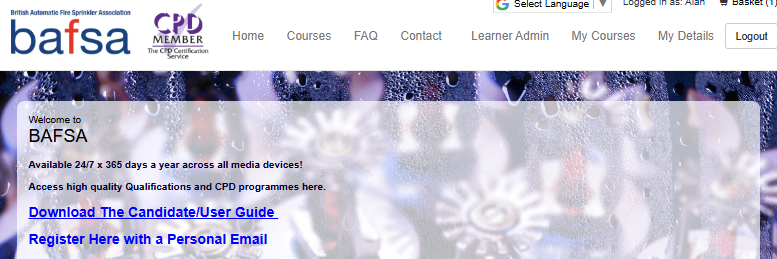 British Automatic Fire Sprinkler Association
bafsa
CPD
MEMBER
The CPD Certification
Service
Select Language
Logged in as: Alan
Basket (1)
Home
Courses
FAQ
Contact
Learner Admin
My Courses
My Details
Logout
Welcome to
BAFSA
Available 24/7 x 365 days a year across all media devices!
Access high quality Qualifications and CPD programmes here.
Download The Candidate/User Guide
Register Here with a Personal Email